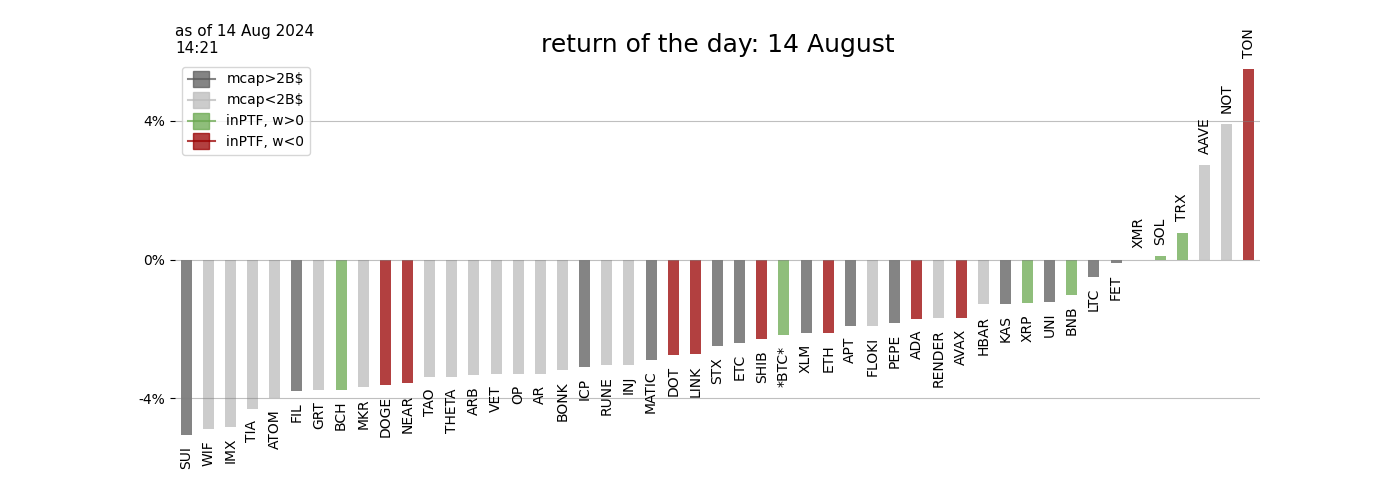 as of 14 Aug 2024
14:21
return of the day: 14 August
mcap>2B$
mcap<2B$
inPTF, w>0
inPTF, w<0
4%
0%
-4%
SUI
WIF
IMX
TIA
ATOM
FIL
GRT
BCH
MKR
DOGE
NEAR
TAO
THETA
ARB
VET
OP
AR
BONK
ICP
RUNE
INJ
MATIC
DOT
LINK
STX
ETC
SHIB
*BTC*
XLM
ETH
APT
FLOKI
PEPE
ADA
RENDER
AVAX
HBAR
KAS
XRP
UNI
BNB
LTC
FET
XMR
SOL
TRX
AAVE
NOT
TON